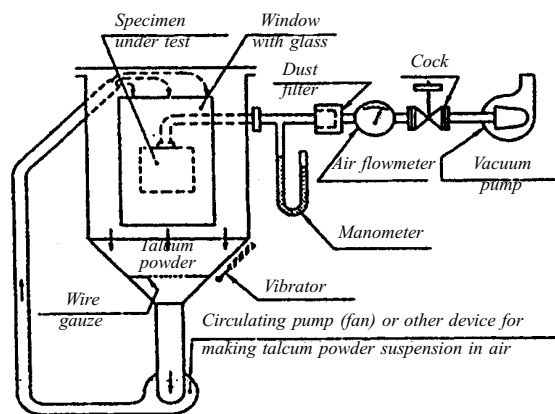 Specimen
under test
Window
with glass
Dust
filter
Cock
Air flowmeter
Vacuum
pump
Manometer
Talcum
powder
Vibrator
Wire
gauze
Circulating pump (fan) or other device for
making talcum powder suspension in air